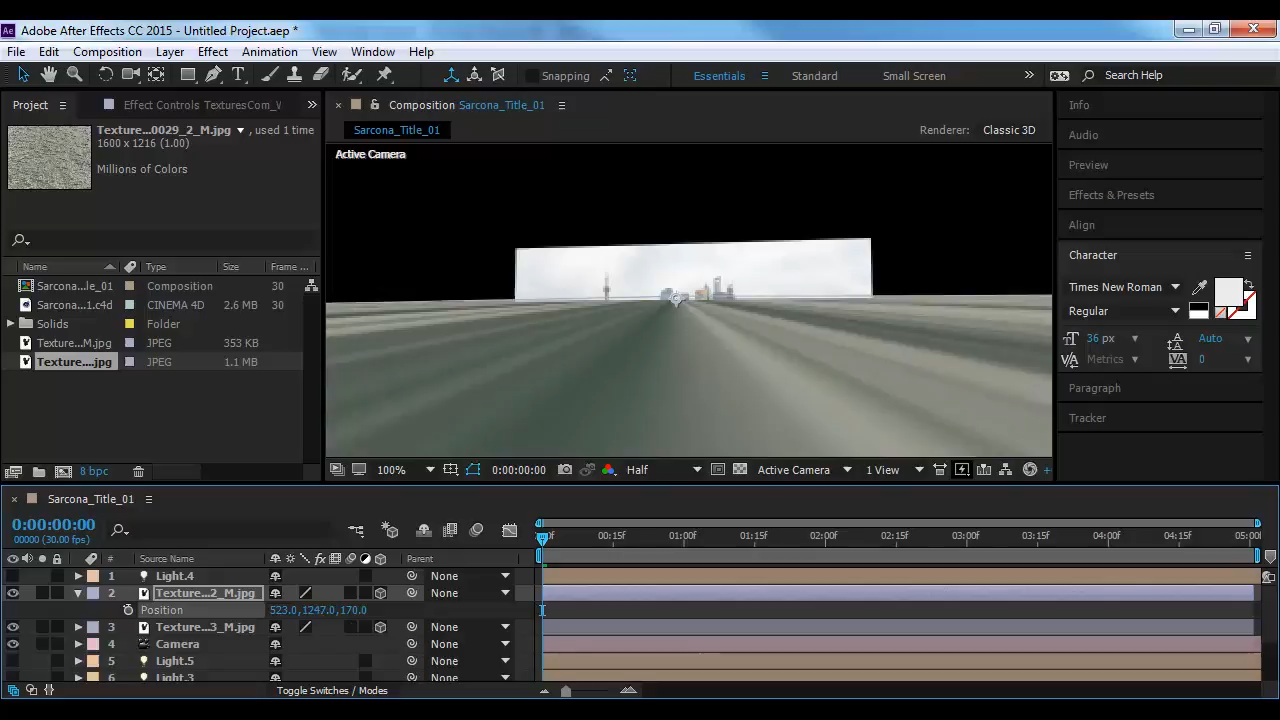 Ae Adobe After Effects CC 2015 - Untitled Project.aep *
File Edit Composition Layer Effect Animation View Window Help
T Snapping Essentials Standard Small Screen » Search Help
Project Effect Controls TexturesCom_V »
× Composition Sarcona_Title_01
Info
Texture...0029_2_M.jpg ▼ , used 1 time
1600 x 1216 (1.00)
Millions of Colors
Sarcona_Title_01
Renderer: Classic 3D
Active Camera
Audio
Preview
Effects & Presets
Align
Character
Name Type Size Frame ...
Sarcona...le_01 Composition 30
Sarcona...1.c4d CINEMA 4D 2.6 MB 30
Solids Folder
Texture...M.jpg JPEG 353 KB
Texture....jpg JPEG 1.1 MB
Times New Roman
Regular
36 px Auto
Metrics 0
Paragraph
Tracker
8 bpc
100% 0:00:00:00 Half Active Camera 1 View
× Sarcona_Title_01
0:00:00:00
00000 (30.00 fps)
00:15f 01:00f 01:15f 02:00f 02:15f 03:00f 03:15f 04:00f 04:15f 05:00
# Source Name fx Parent
1 Light.4 None
2 Texture...2_M.jpg None
Position 523.0,1247.0,170.0
3 Texture...3_M.jpg None
4 Camera None
5 Light.5 None
6 Light.3 None
Toggle Switches / Modes